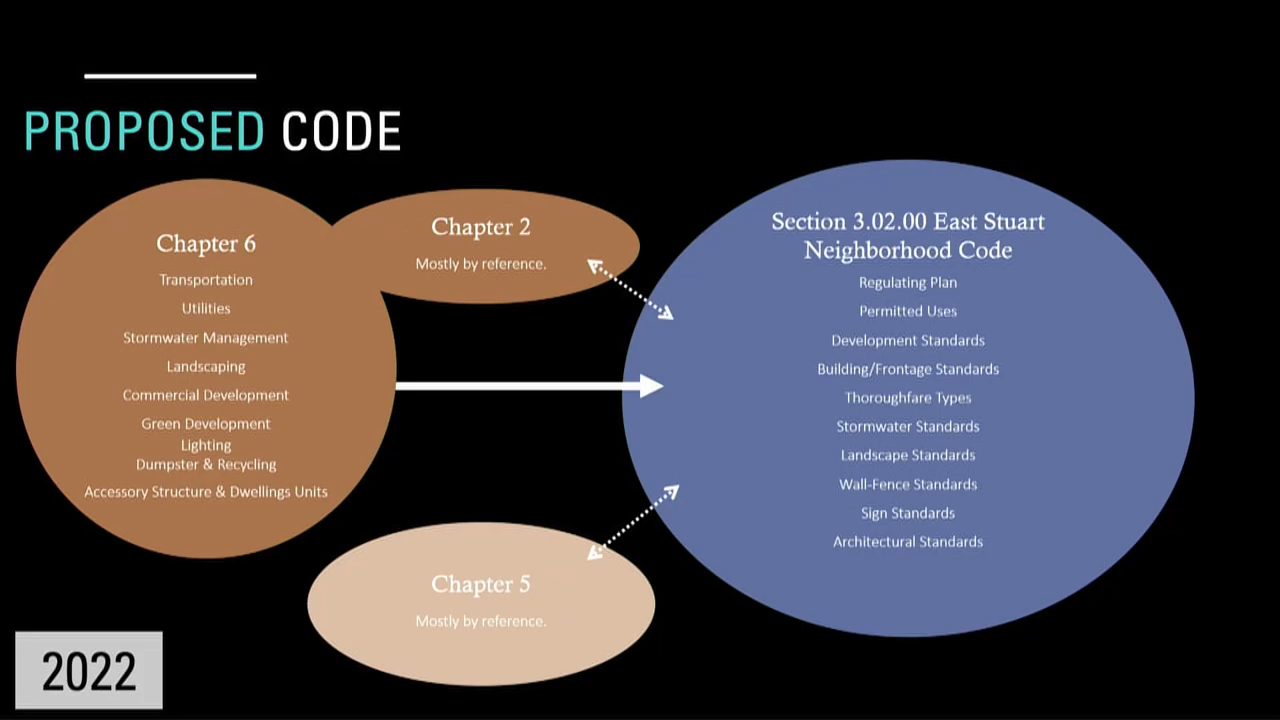 PROPOSED CODE
Chapter 6
Transportation
Utilities
Stormwater Management
Landscaping
Commercial Development
Green Development
Lighting
Dumpster & Recycling
Accessory Structure & Dwellings Units
Chapter 2
Mostly by reference.
Section 3.02.00 East Stuart
Neighborhood Code
Regulating Plan
Permitted Uses
Development Standards
Building/Frontage Standards
Thoroughfare Types
Stormwater Standards
Landscape Standards
Wall-Fence Standards
Sign Standards
Architectural Standards
Chapter 5
Mostly by reference.
2022